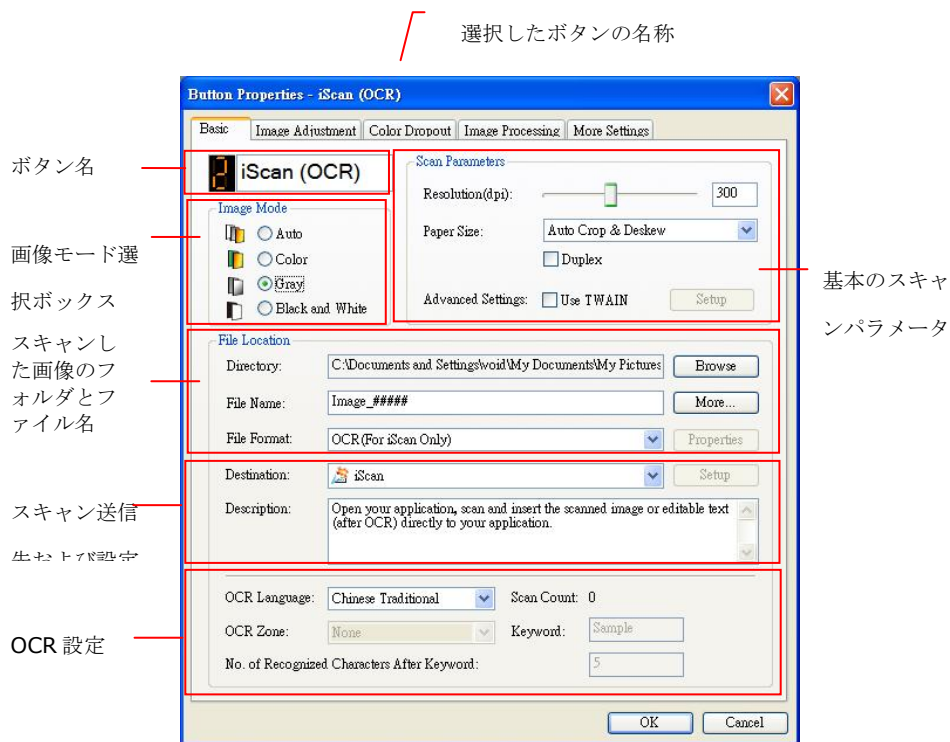 選択したボタンの名称
Button Properties - iScan (OCR)
Basic Image Adjustment Color Dropout Image Processing More Settings
ボタン名
iScan (OCR)
画像モード選
択ボックス
Image Mode
Auto
Color
Gray
Black and White
Scan Parameters
Resolution(dpi): 300
Paper Size: Auto Crop & Deskew
Duplex
Advanced Settings: Use TWAIN Setup
基本のスキャ
ンパラメータ
スキャンし
た画像のフ
ォルダとフ
ァイル名
File Location
Directory: C:\Documents and Settings\void\My Documents\My Pictures Browse
File Name: Image_##### More...
File Format: OCR(For iScan Only) Properties
スキャン送信
先および設定
Destination: iScan Setup
Description: Open your application, scan and insert the scanned image or editable text
(after OCR) directly to your application.
OCR 設定
OCR Language: Chinese Traditional Scan Count: 0
OCR Zone: None Keyword: Sample
No. of Recognized Characters After Keyword: 5
OK Cancel